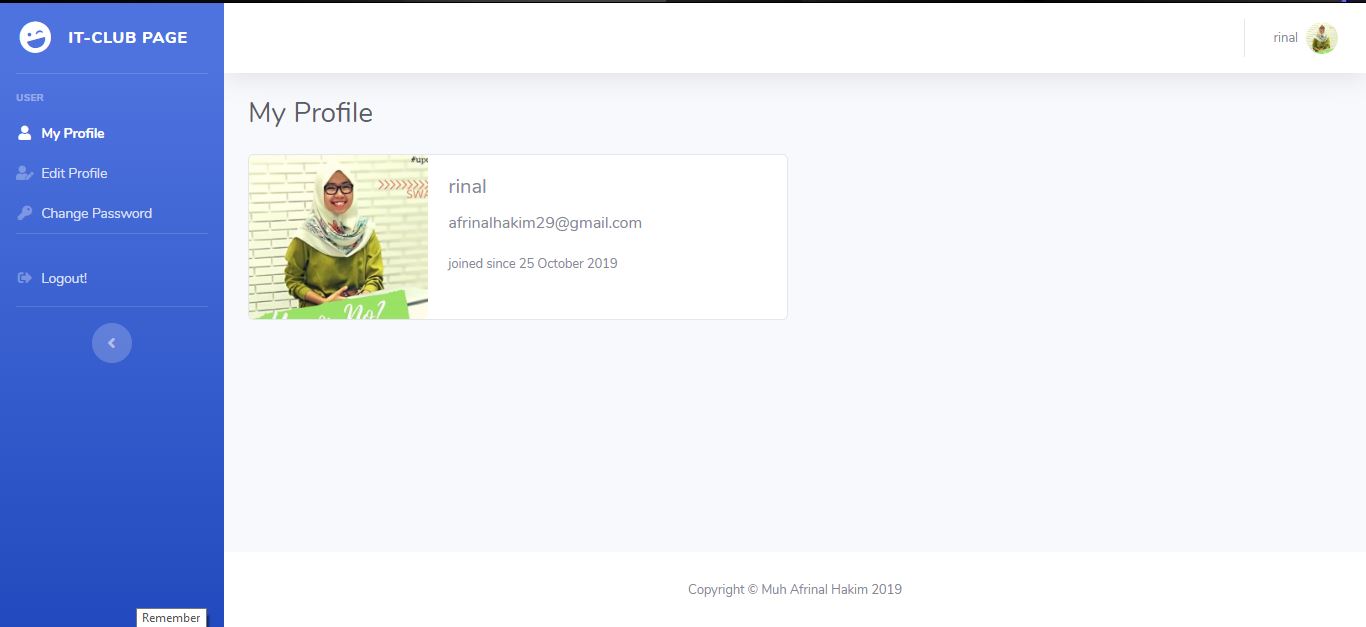 IT-CLUB PAGE
rinal
USER
My Profile
Edit Profile
Change Password
Logout!
My Profile
rinal
afrinalhakim29@gmail.com
joined since 25 October 2019
Copyright © Muh Afrinal Hakim 2019
Remember